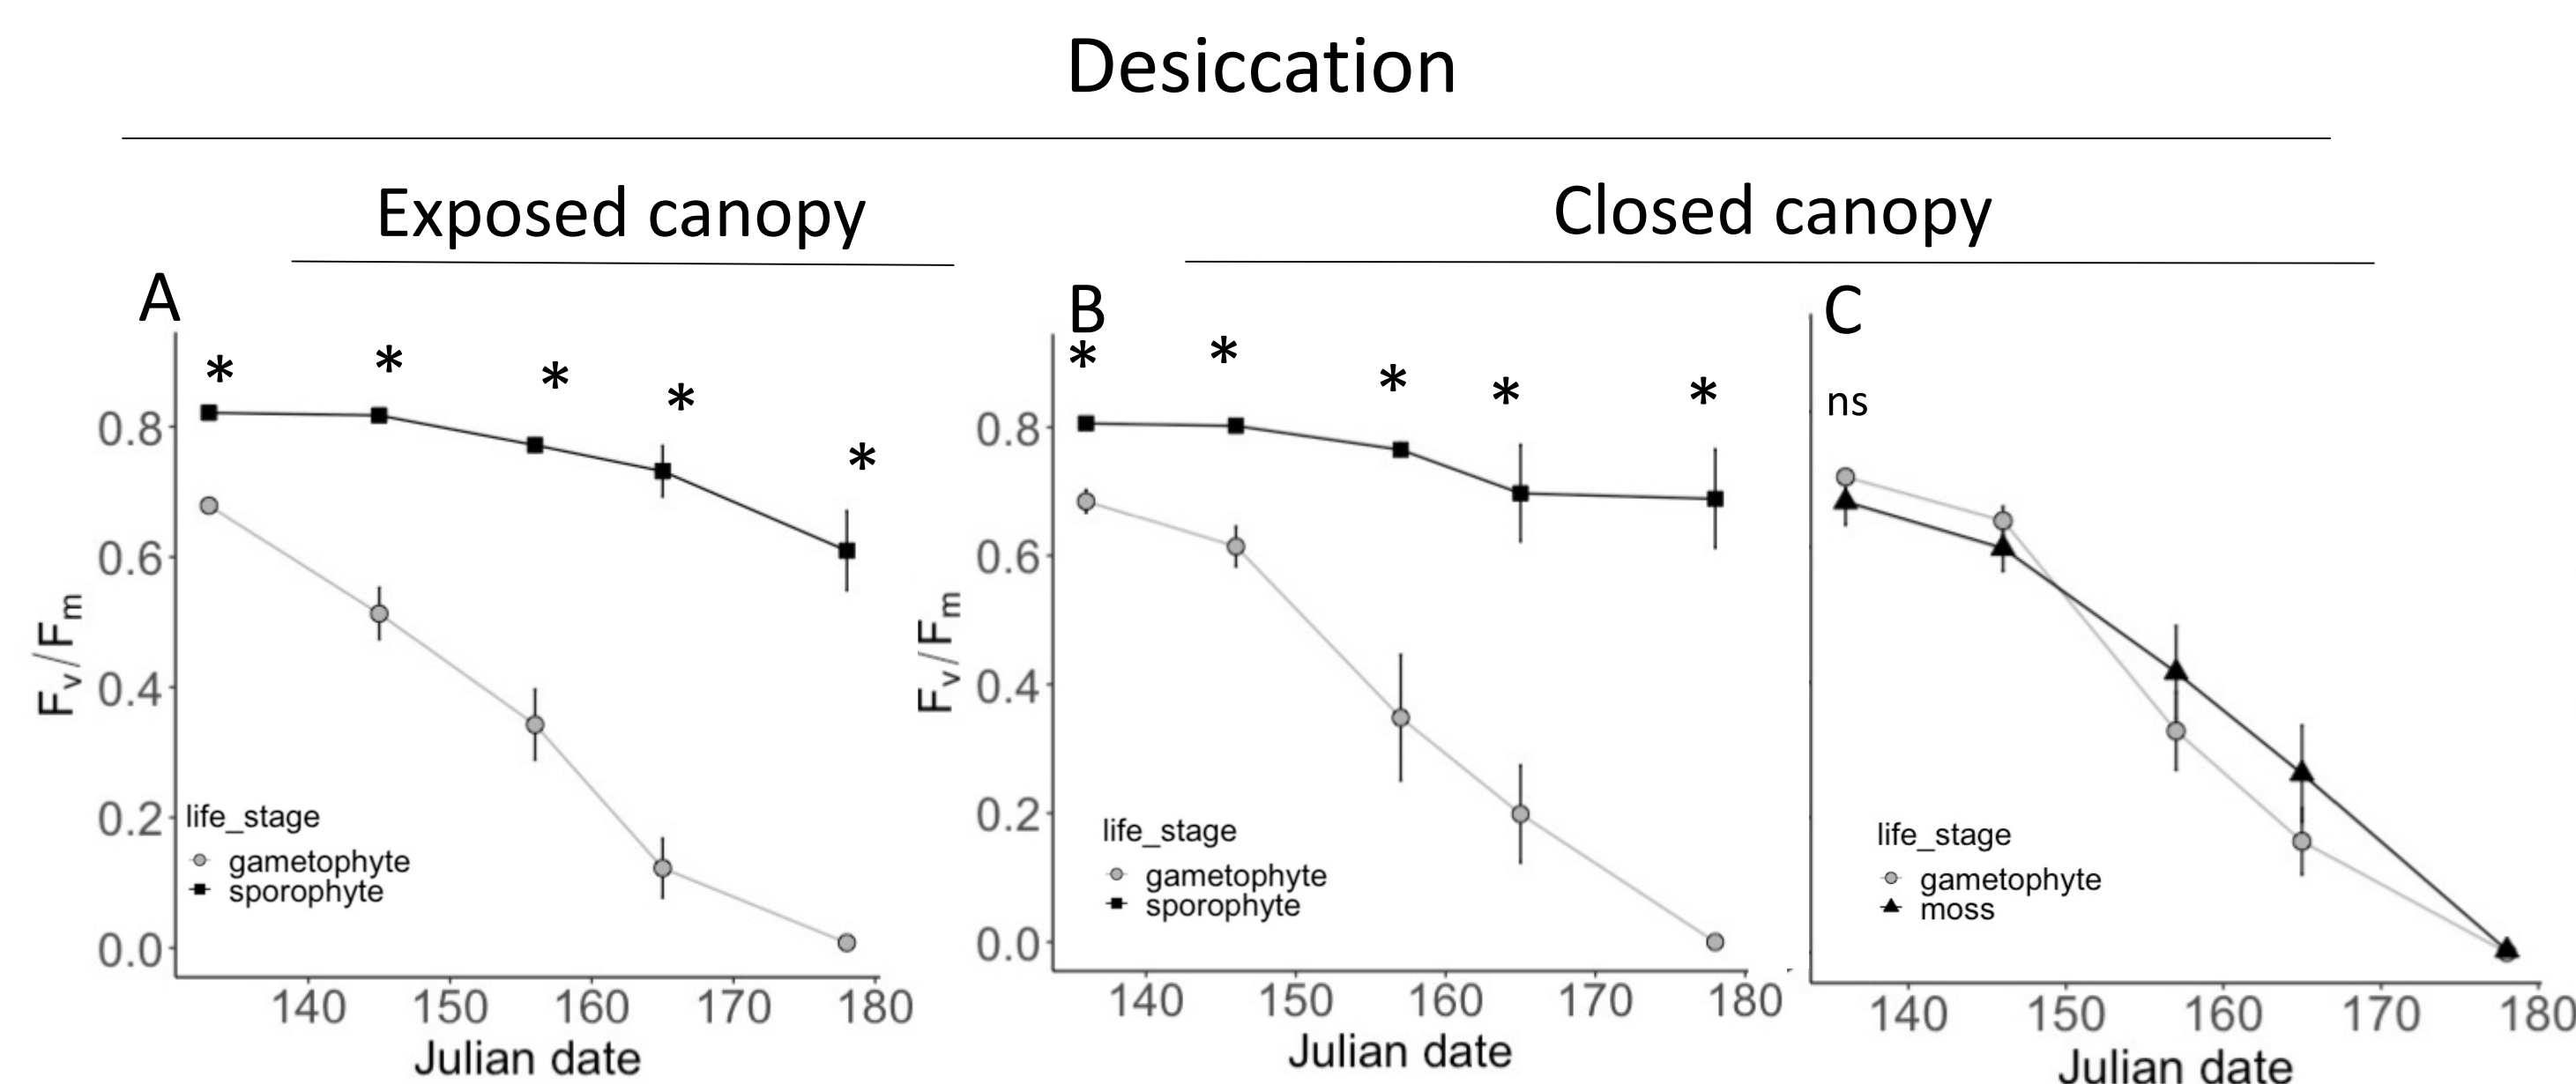 Desiccation
Exposed canopy
Closed canopy
A
* * * * *
0.8
0.6
0.4
0.2
0.0
Fv/Fm
life_stage
gametophyte
sporophyte
140 150 160 170 180
Julian date
B
* * * * *
0.8
0.6
0.4
0.2
0.0
Fv/Fm
life_stage
gametophyte
sporophyte
140 150 160 170 180
Julian date
C
ns
life_stage
gametophyte
moss
140 150 160 170 180
Julian date